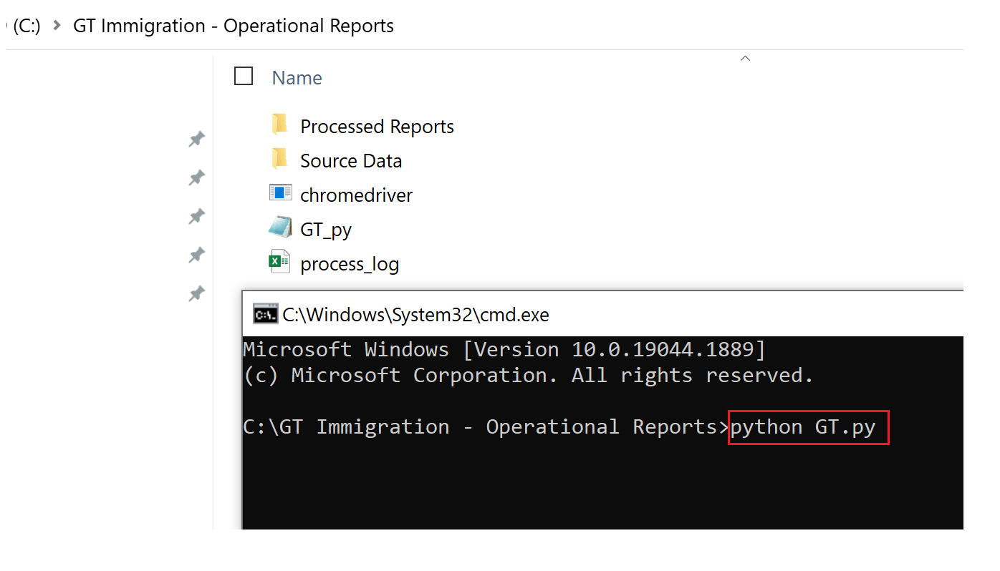 (C:) > GT Immigration - Operational Reports
Name
Processed Reports
Source Data
chromedriver
GT_py
process_log
C:\Windows\System32\cmd.exe
Microsoft Windows [Version 10.0.19044.1889]
(c) Microsoft Corporation. All rights reserved.
C:\GT Immigration - Operational Reports>python GT.py